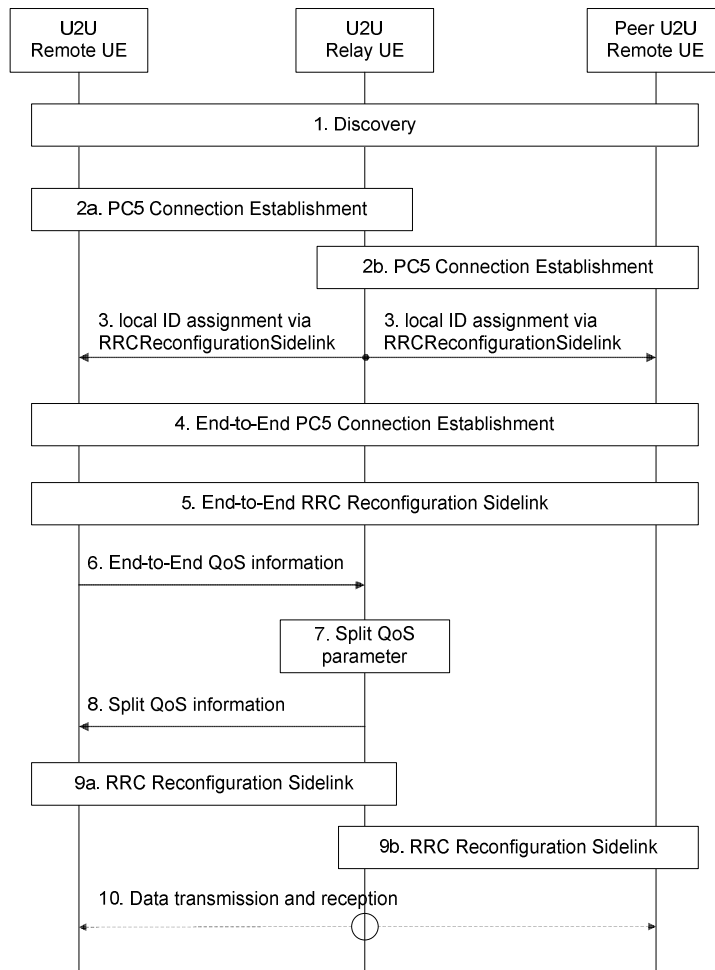 U2U
Remote UE
U2U
Relay UE
Peer U2U
Remote UE
1. Discovery
2a. PC5 Connection Establishment
2b. PC5 Connection Establishment
3. local ID assignment via
RRCReconfigurationSidelink
3. local ID assignment via
RRCReconfigurationSidelink
4. End-to-End PC5 Connection Establishment
5. End-to-End RRC Reconfiguration Sidelink
6. End-to-End QoS information
7. Split QoS
parameter
8. Split QoS information
9a. RRC Reconfiguration Sidelink
9b. RRC Reconfiguration Sidelink
10. Data transmission and reception